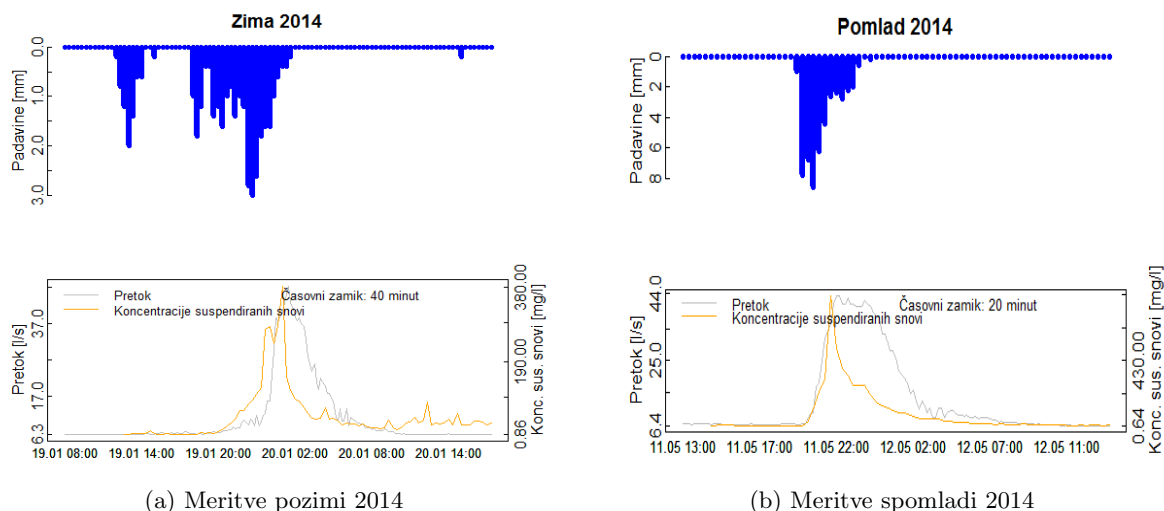 Zima 2014
Padavine [mm]
0.0
1.0
2.0
3.0
Pretok
Časovni zamik: 40 minut
Koncentracije suspendiranih snovi
Pretok [l/s]
6.3
17.0
37.0
0.86
190.00
380.00
Konc. sus. snovi [mg/l]
19.01 08:00 19.01 14:00 19.01 20:00 20.01 02:00 20.01 08:00 20.01 14:00
(a) Meritve pozimi 2014
Pomlad 2014
Padavine [mm]
0
2
4
6
8
Pretok
Časovni zamik: 20 minut
Koncentracije suspendiranih snovi
Pretok [l/s]
6.4
25.0
44.0
0.64
430.00
Konc. sus. snovi [mg/l]
11.05 13:00 11.05 17:00 11.05 22:00 12.05 02:00 12.05 07:00 12.05 11:00
(b) Meritve spomladi 2014